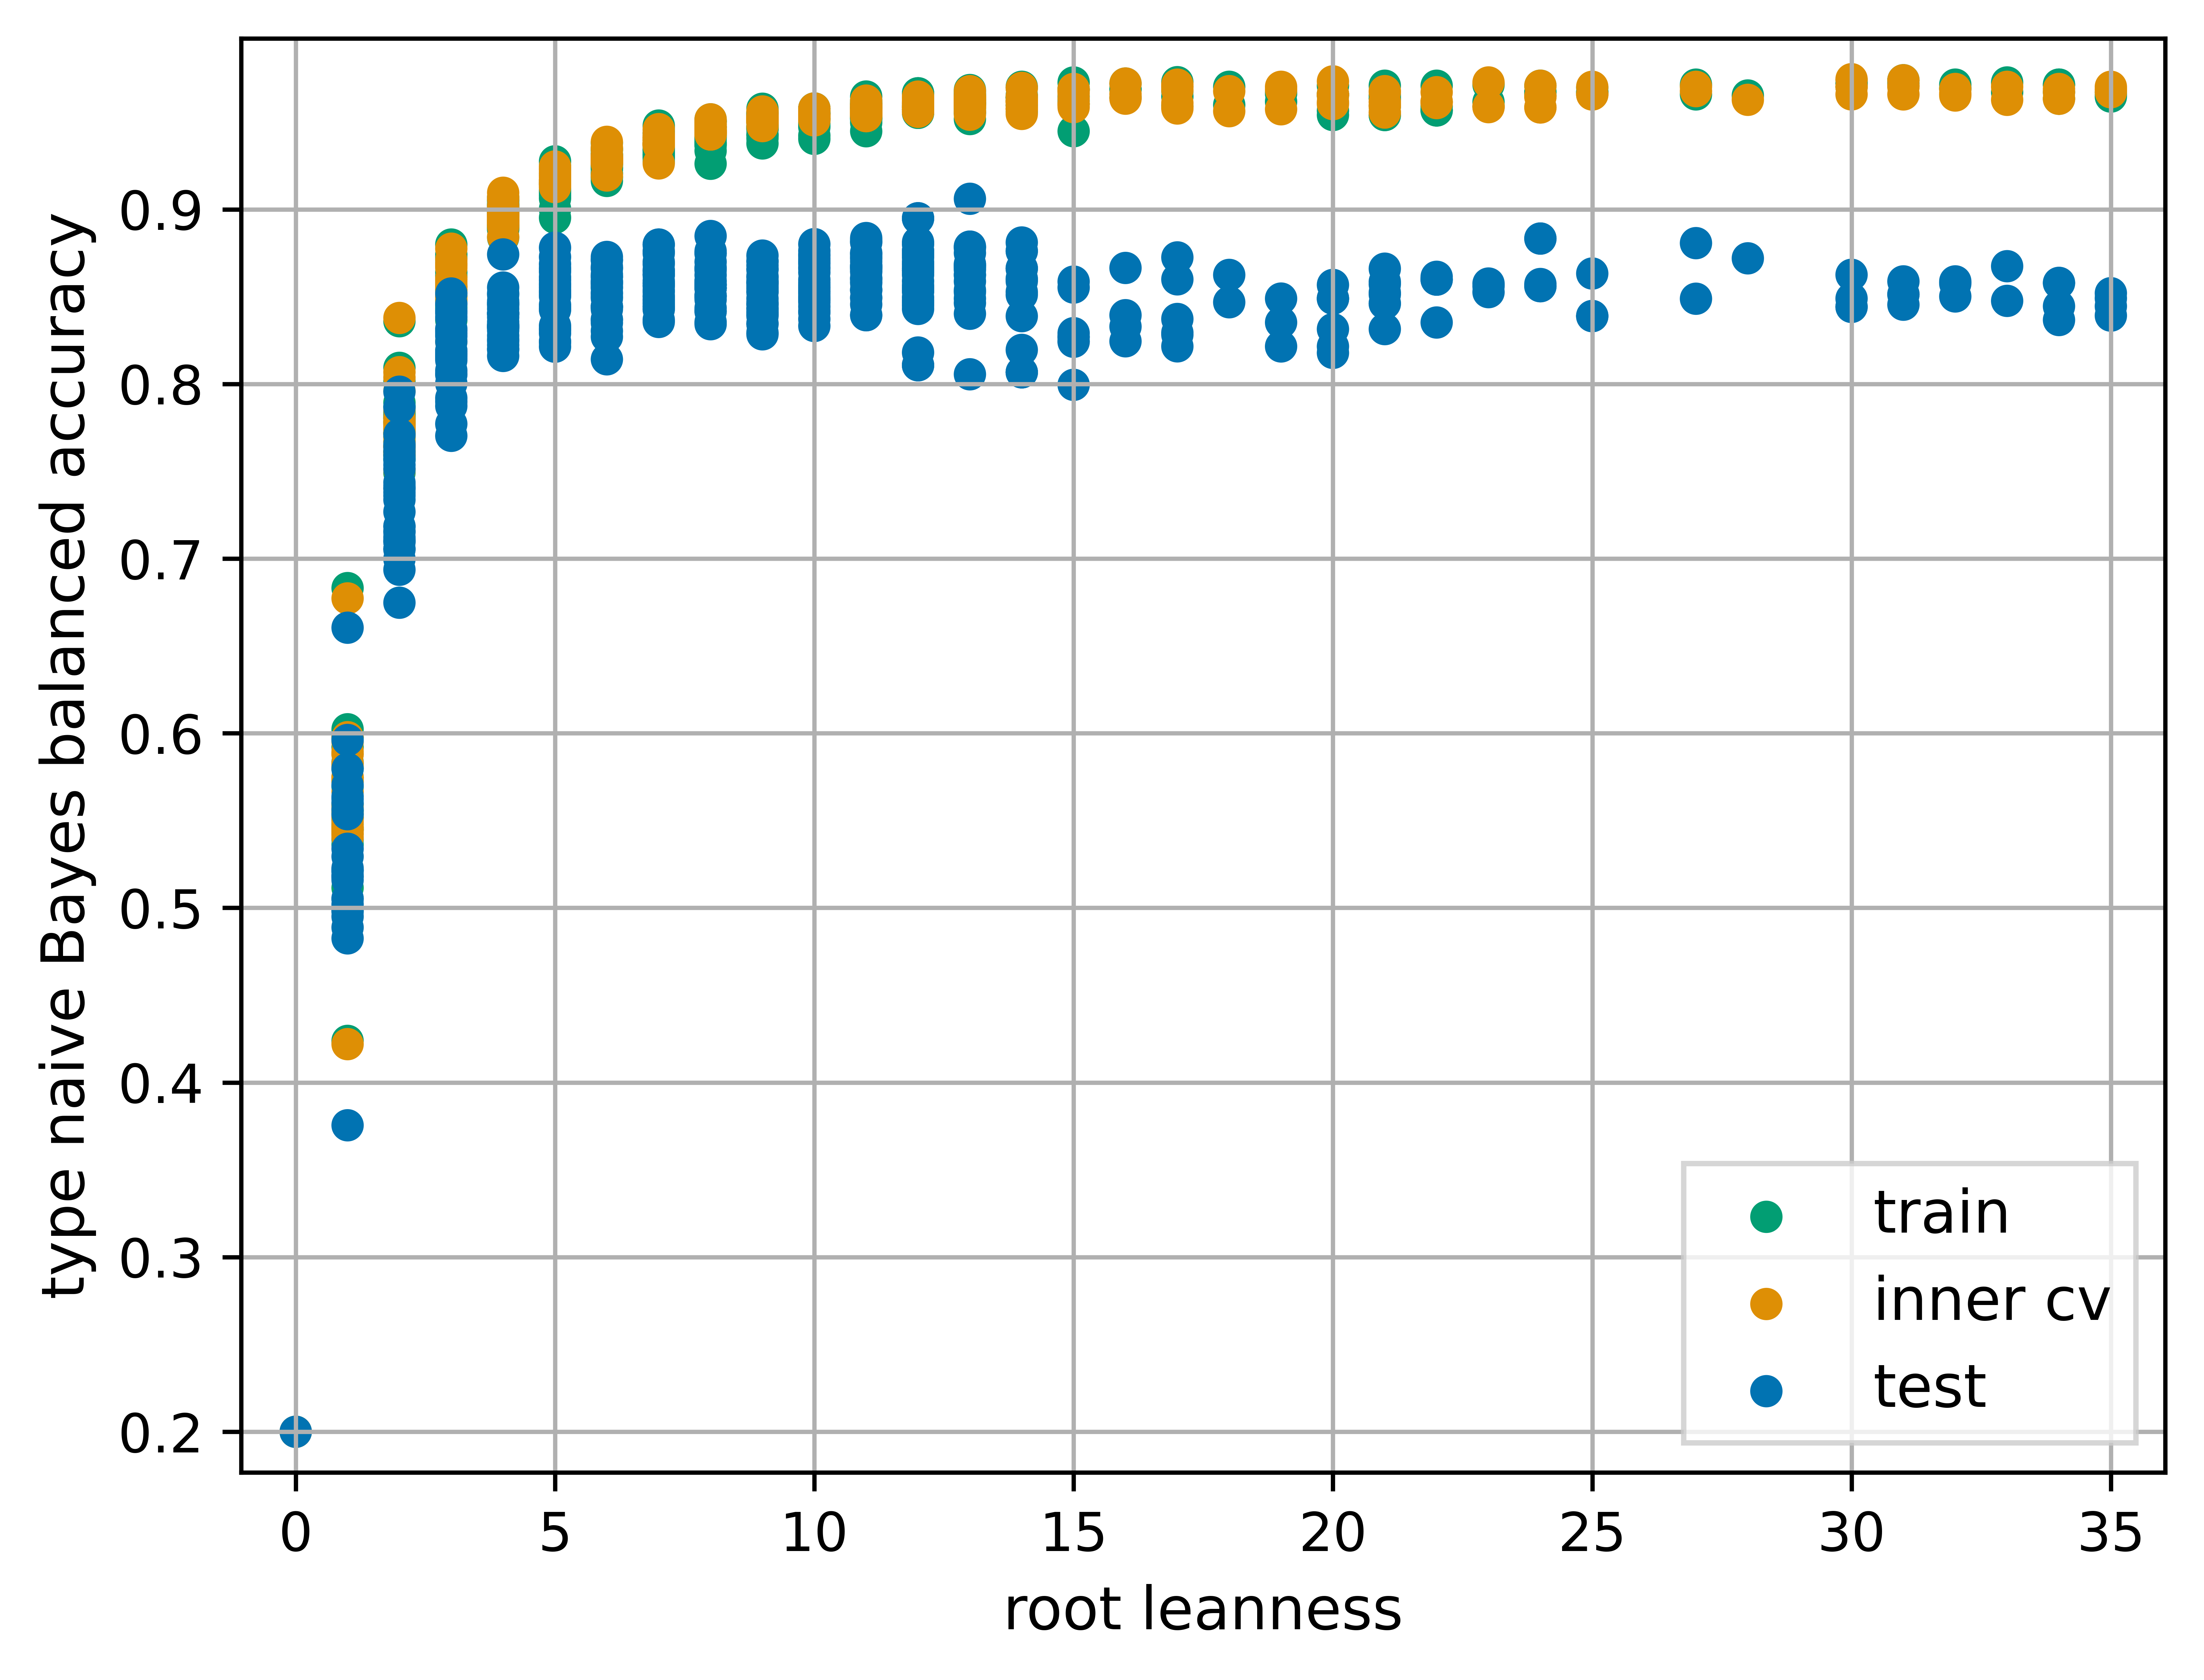 type naive Bayes balanced accuracy
0.9
0.8
0.7
0.6
0.5
0.4
0.3
0.2
train
inner cv
test
0 5 10 15 20 25 30 35
root leanness